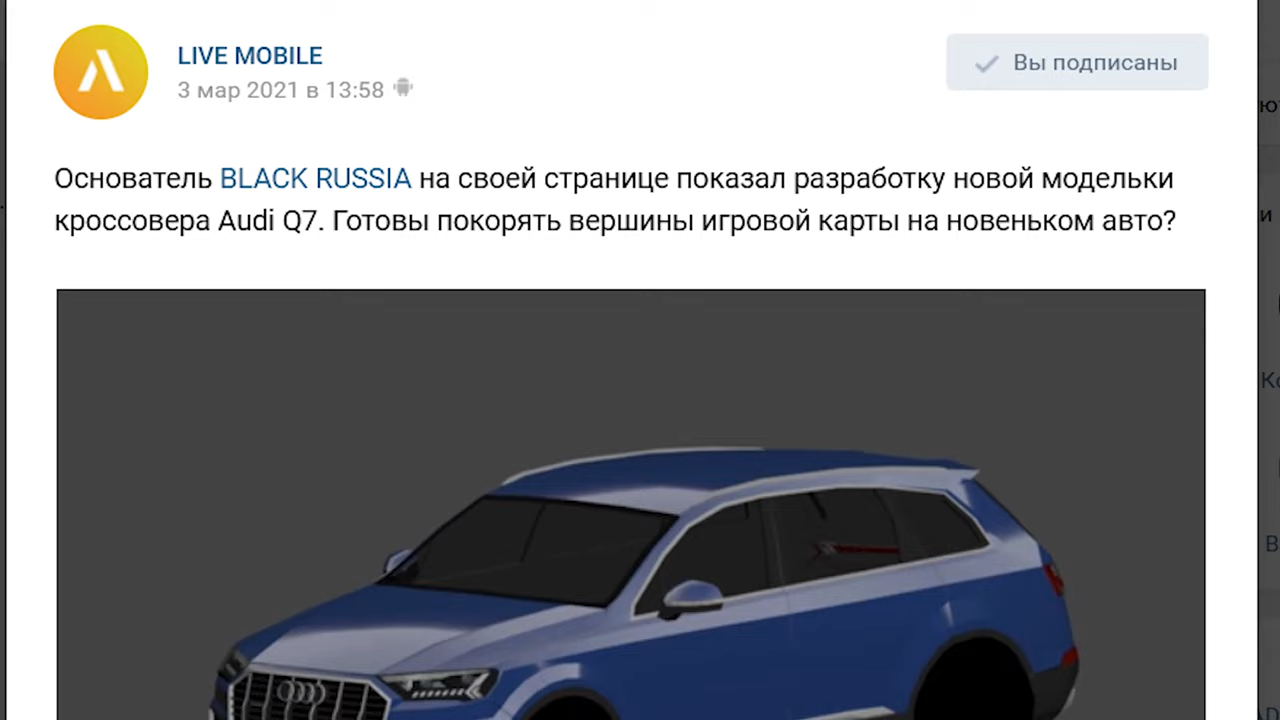 LIVE MOBILE
3 мар 2021 в 13:58
Вы подписаны
Основатель BLACK RUSSIA на своей странице показал разработку новой модельки
кроссовера Audi Q7. Готовы покорять вершины игровой карты на новеньком авто?